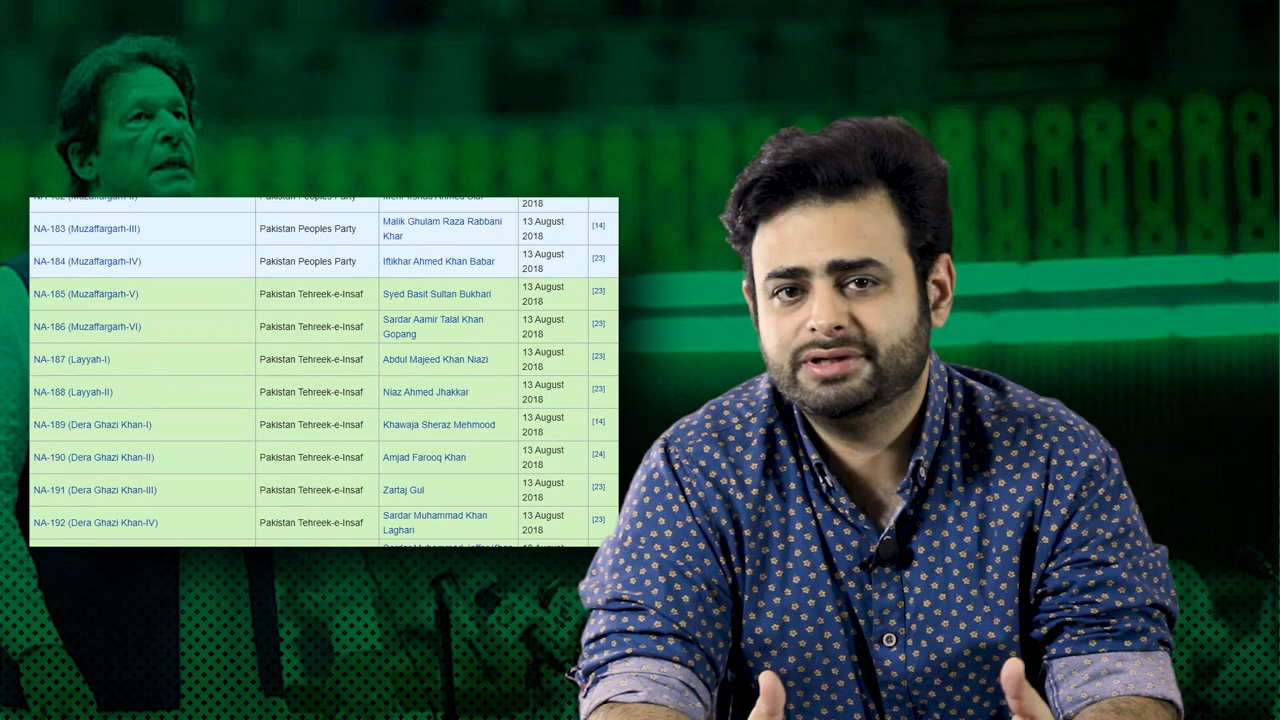 2018
NA-183 (Muzaffargarh-III) Pakistan Peoples Party Malik Ghulam Raza Rabbani Khar 13 August 2018 [14]
NA-184 (Muzaffargarh-IV) Pakistan Peoples Party Iftikhar Ahmed Khan Babar 13 August 2018 [23]
NA-185 (Muzaffargarh-V) Pakistan Tehreek-e-Insaf Syed Basit Sultan Bukhari 13 August 2018 [23]
NA-186 (Muzaffargarh-VI) Pakistan Tehreek-e-Insaf Sardar Aamir Talal Khan Gopang 13 August 2018 [23]
NA-187 (Layyah-I) Pakistan Tehreek-e-Insaf Abdul Majeed Khan Niazi 13 August 2018 [23]
NA-188 (Layyah-II) Pakistan Tehreek-e-Insaf Niaz Ahmed Jhakkar 13 August 2018 [23]
NA-189 (Dera Ghazi Khan-I) Pakistan Tehreek-e-Insaf Khawaja Sheraz Mehmood 13 August 2018 [14]
NA-190 (Dera Ghazi Khan-II) Pakistan Tehreek-e-Insaf Amjad Farooq Khan 13 August 2018 [24]
NA-191 (Dera Ghazi Khan-III) Pakistan Tehreek-e-Insaf Zartaj Gul 13 August 2018 [23]
NA-192 (Dera Ghazi Khan-IV) Pakistan Tehreek-e-Insaf Sardar Muhammad Khan Laghari 13 August 2018 [23]